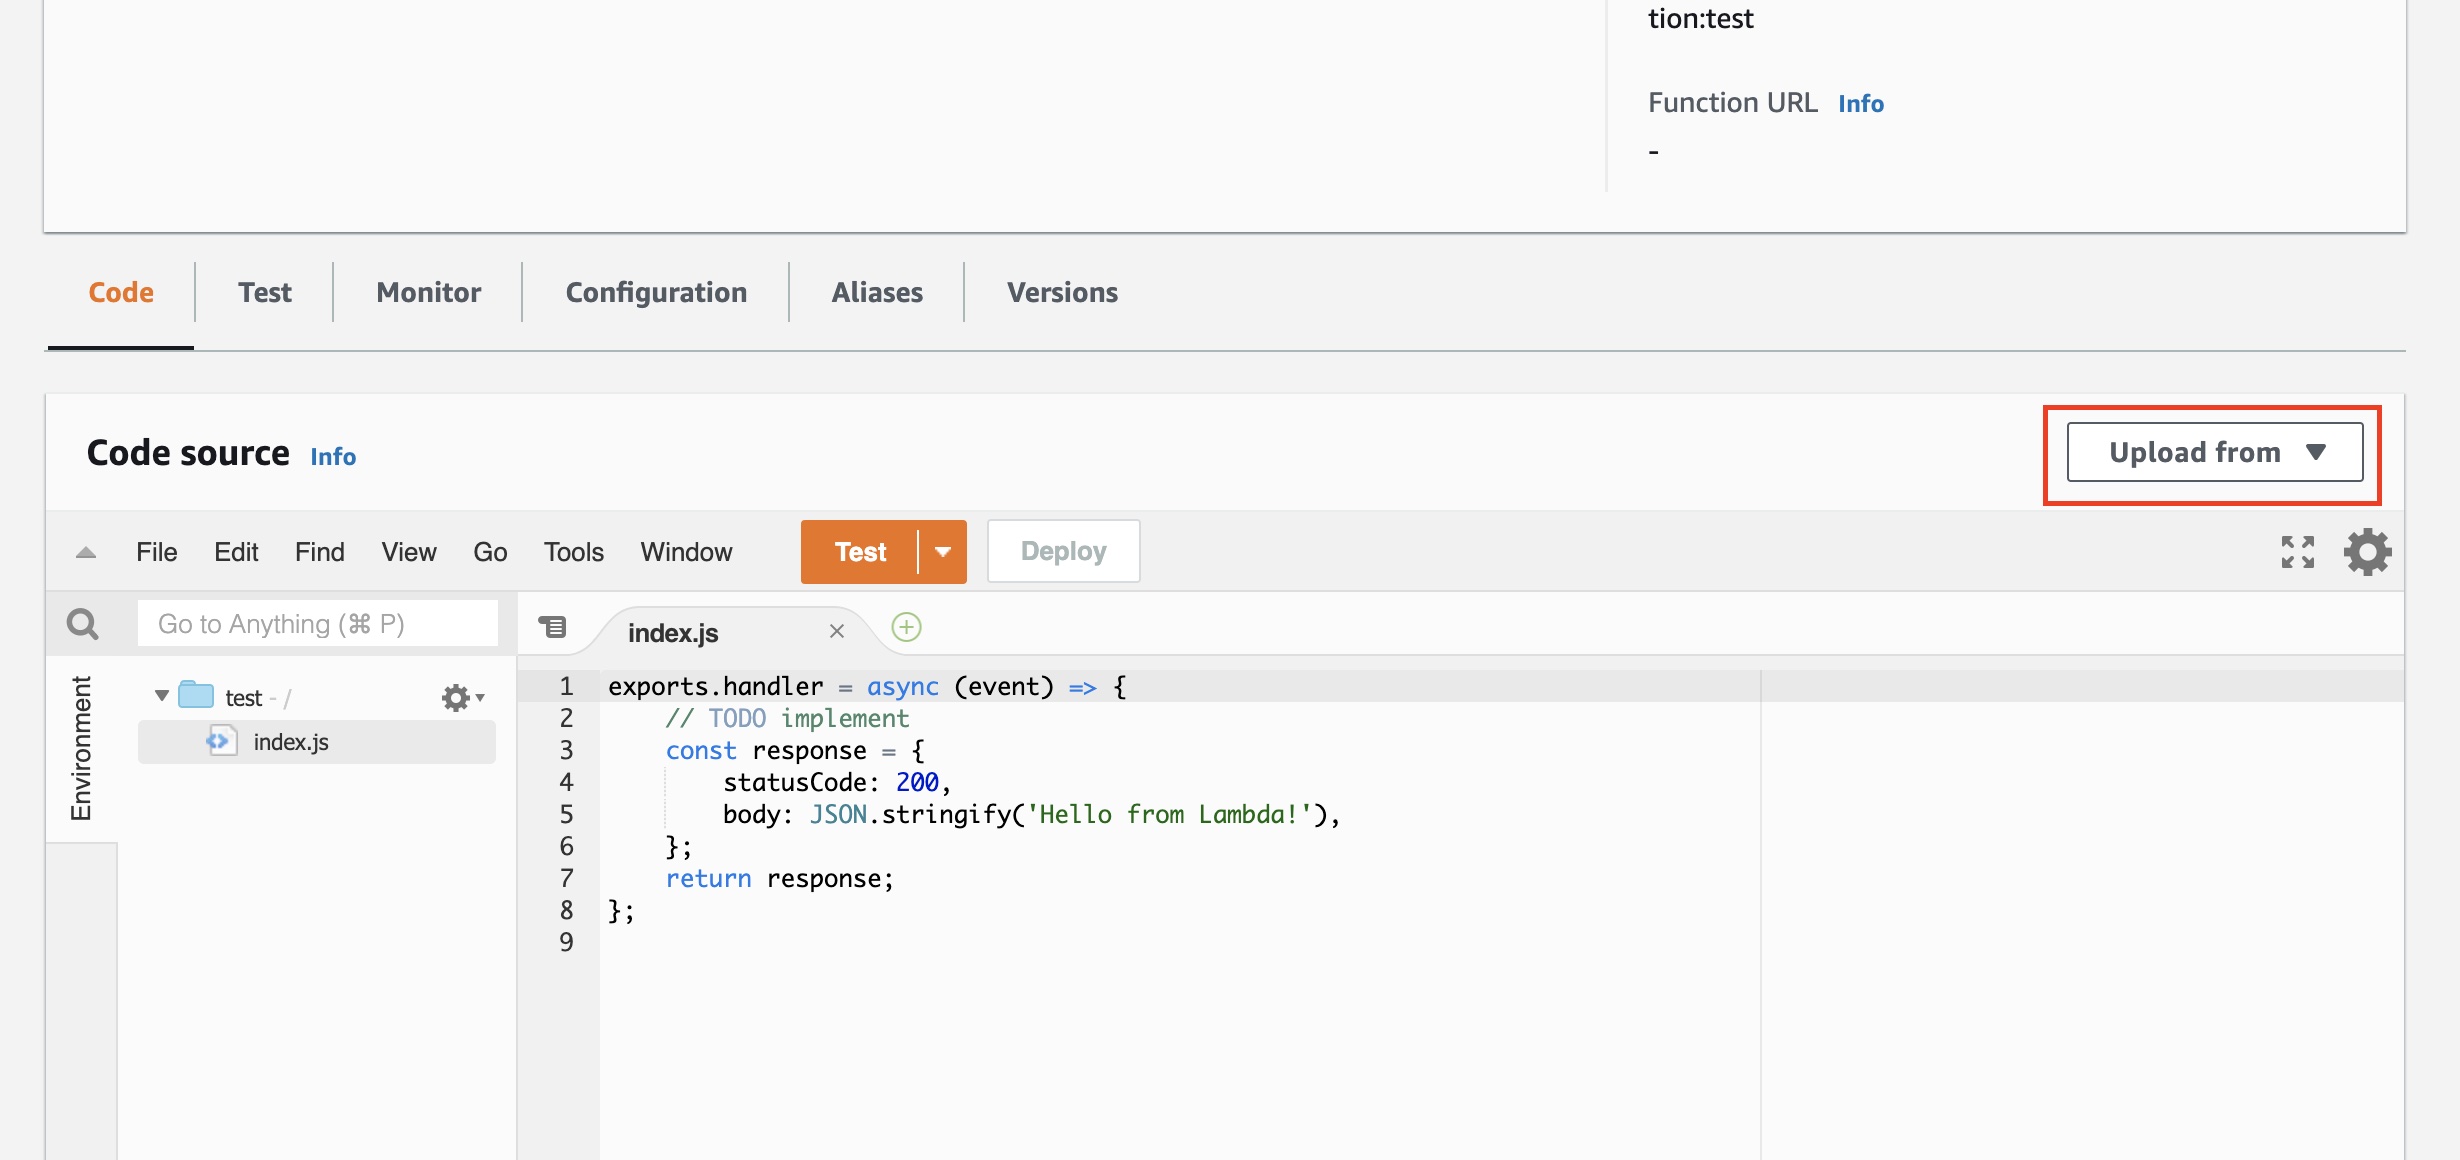 tion:test
Function URL Info
-
Code Test Monitor Configuration Aliases Versions
Code source Info
Upload from ▼
File Edit Find View Go Tools Window Test Deploy
Go to Anything (⌘ P)
index.js
Environment
test - /
index.js
1 exports.handler = async (event) => {
2     // TODO implement
3     const response = {
4         statusCode: 200,
5         body: JSON.stringify('Hello from Lambda!'),
6     };
7     return response;
8 };
9